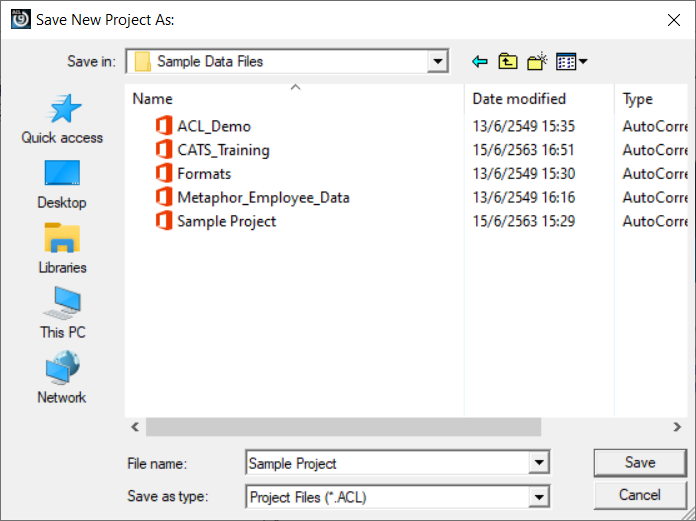 Save New Project As:
Save in: Sample Data Files
Name Date modified Type
ACL_Demo 13/6/2549 15:35 AutoCorre
CATS_Training 15/6/2563 16:51 AutoCorre
Formats 13/6/2549 15:30 AutoCorre
Metaphor_Employee_Data 13/6/2549 16:16 AutoCorre
Sample Project 15/6/2563 15:29 AutoCorre
Quick access
Desktop
Libraries
This PC
Network
File name: Sample Project Save
Save as type: Project Files (*.ACL) Cancel